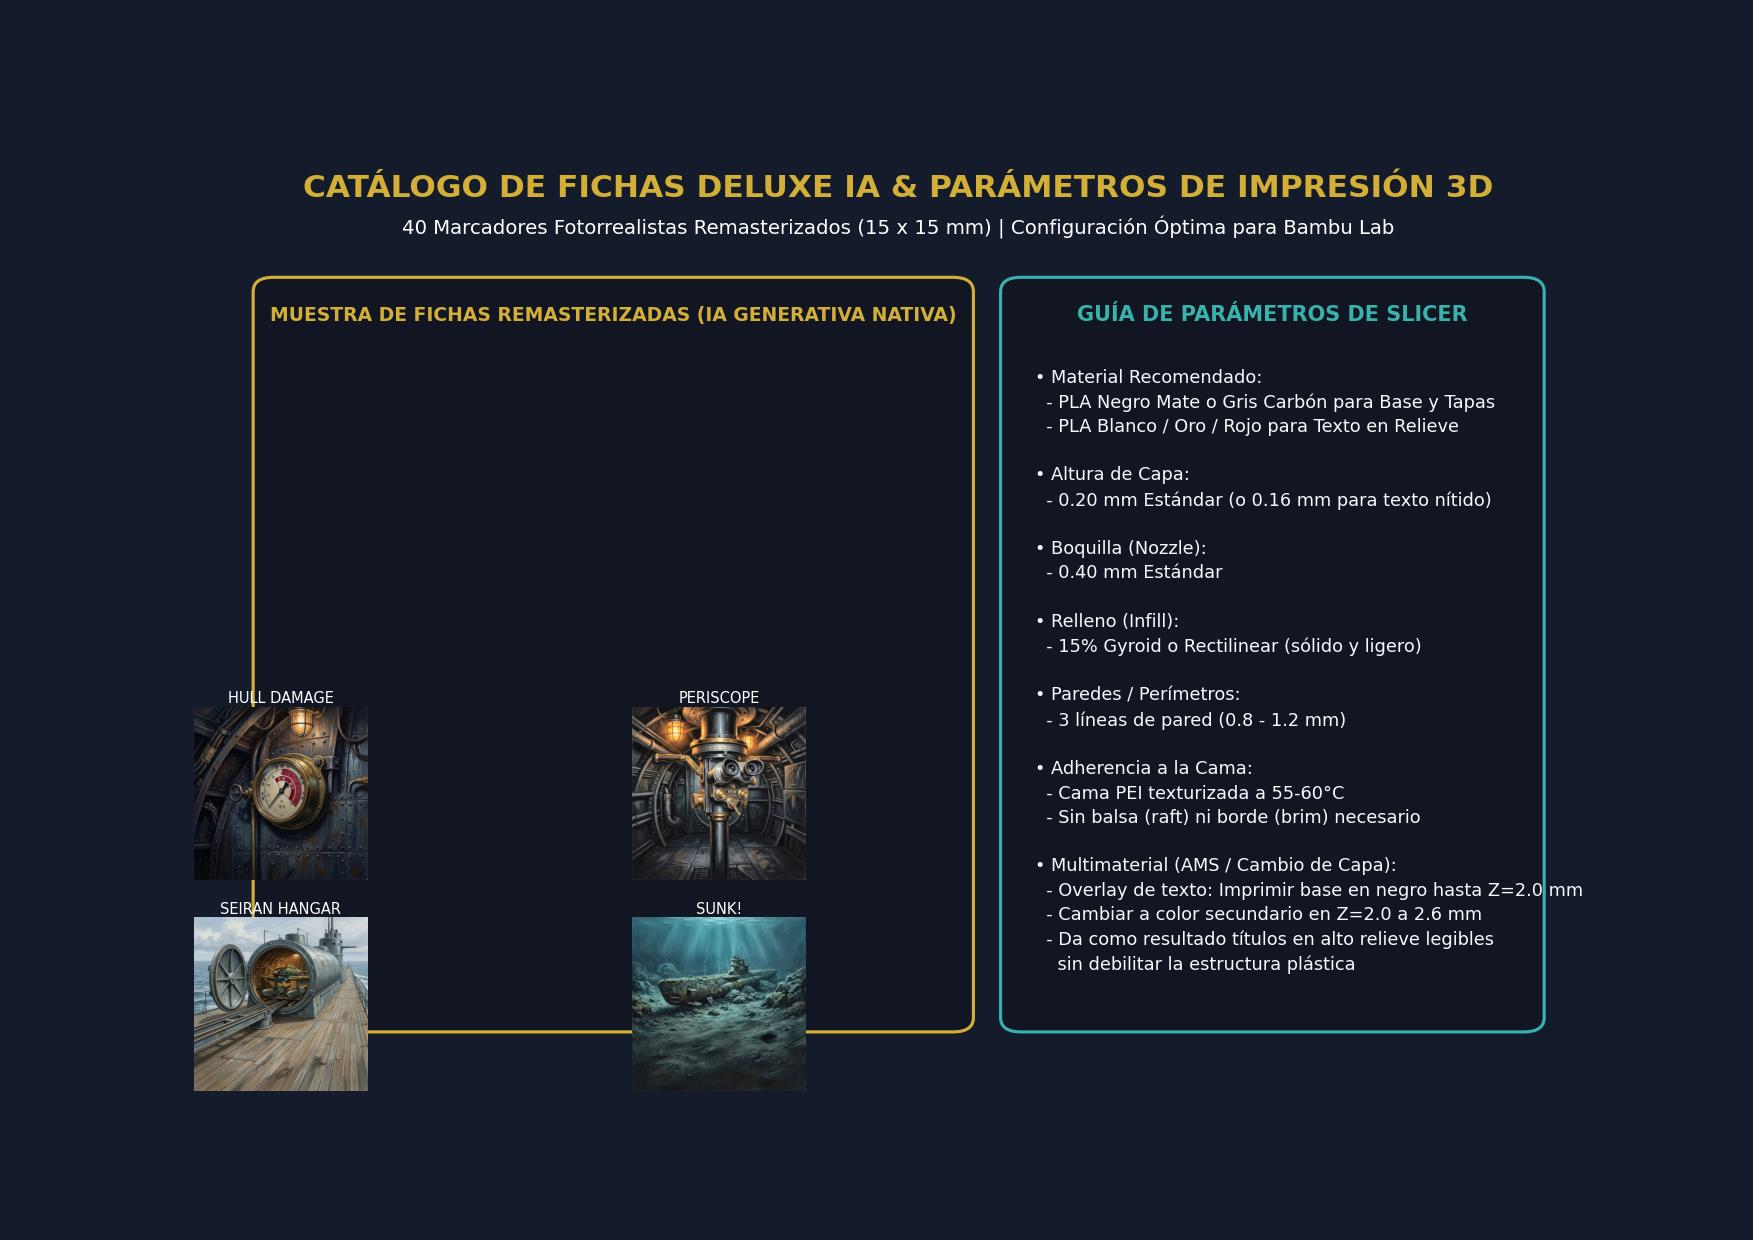 CATÁLOGO DE FICHAS DELUXE IA & PARÁMETROS DE IMPRESIÓN 3D
40 Marcadores Fotorrealistas Remasterizados (15 x 15 mm) | Configuración Óptima para Bambu Lab
MUESTRA DE FICHAS REMASTERIZADAS (IA GENERATIVA NATIVA)
HULL DAMAGE
PERISCOPE
SEIRAN HANGAR
SUNK!
GUÍA DE PARÁMETROS DE SLICER
• Material Recomendado:
- PLA Negro Mate o Gris Carbón para Base y Tapas
- PLA Blanco / Oro / Rojo para Texto en Relieve
• Altura de Capa:
- 0.20 mm Estándar (o 0.16 mm para texto nítido)
• Boquilla (Nozzle):
- 0.40 mm Estándar
• Relleno (Infill):
- 15% Gyroid o Rectilinear (sólido y ligero)
• Paredes / Perímetros:
- 3 líneas de pared (0.8 - 1.2 mm)
• Adherencia a la Cama:
- Cama PEI texturizada a 55-60°C
- Sin balsa (raft) ni borde (brim) necesario
• Multimaterial (AMS / Cambio de Capa):
- Overlay de texto: Imprimir base en negro hasta Z=2.0 mm
- Cambiar a color secundario en Z=2.0 a 2.6 mm
- Da como resultado títulos en alto relieve legibles
sin debilitar la estructura plástica